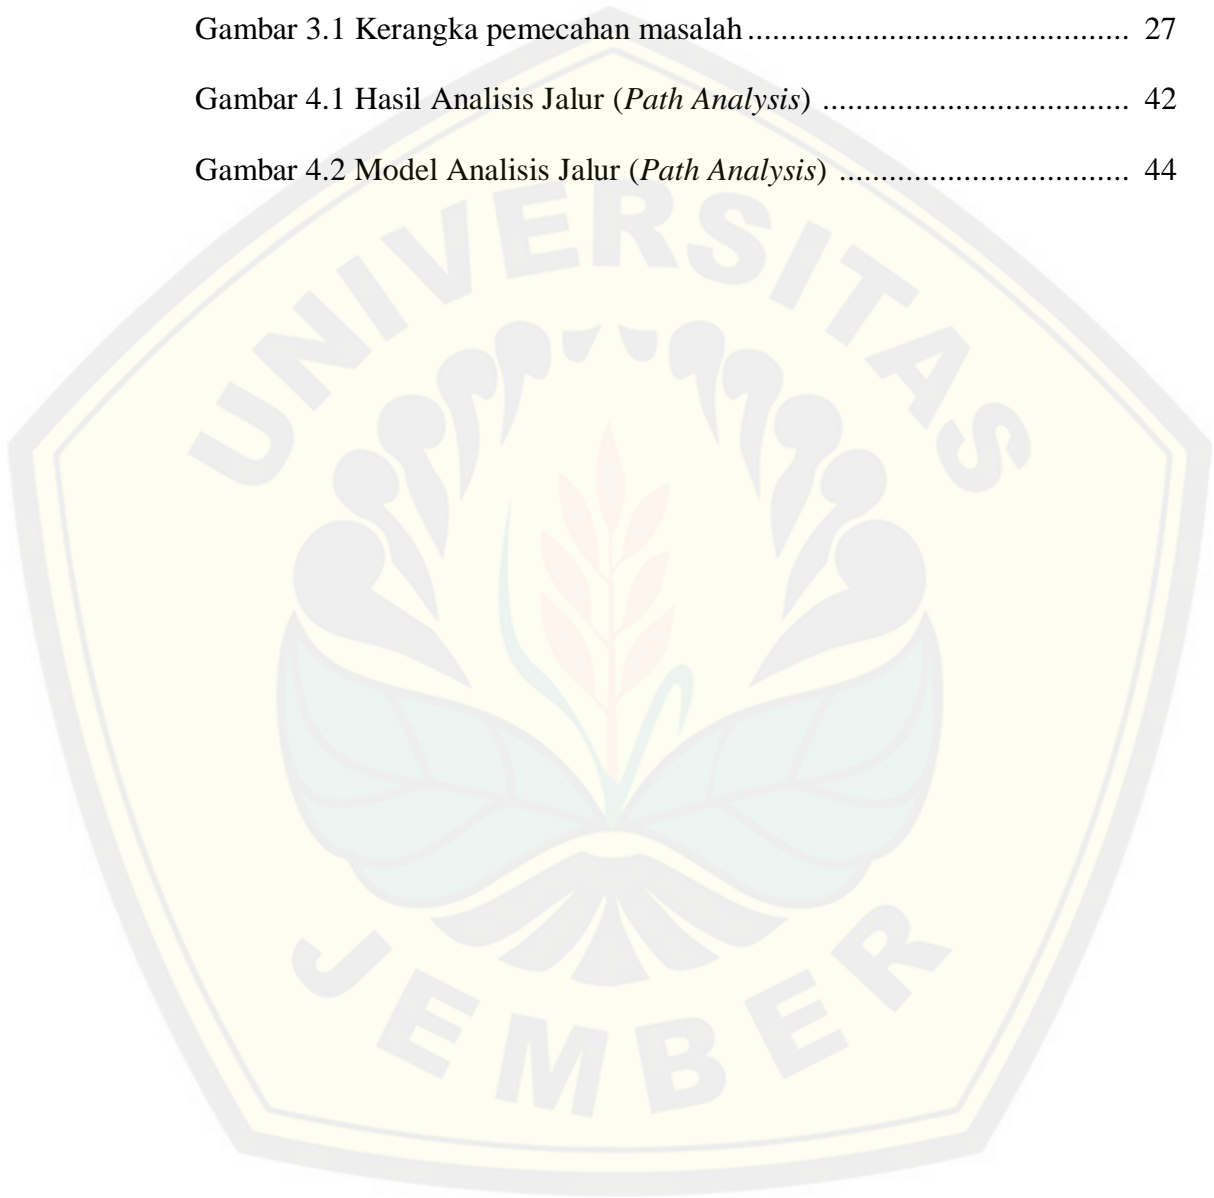 Gambar 3.1 Kerangka pemecahan masalah .............................................. 27
Gambar 4.1 Hasil Analisis Jalur (Path Analysis) ..................................... 42
Gambar 4.2 Model Analisis Jalur (Path Analysis) ................................... 44
UNIVERSITAS
JEMBER